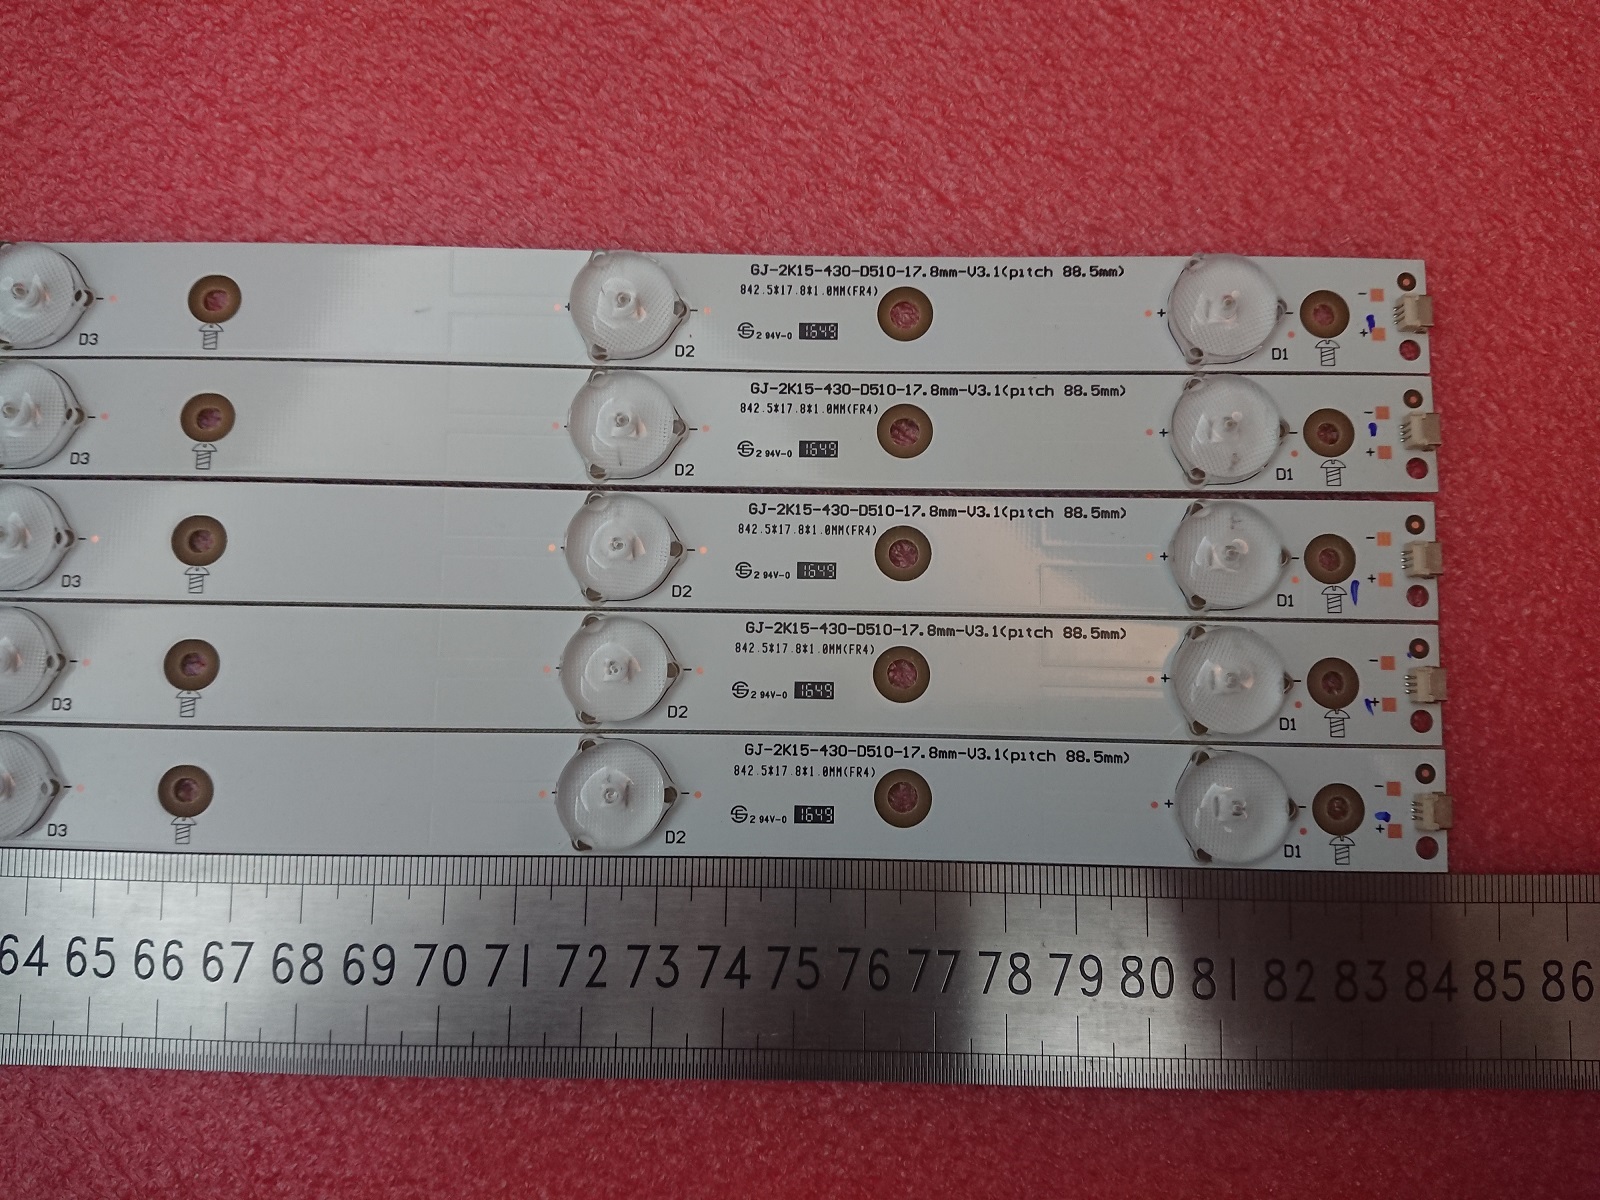 GJ-2K15-430-D510-17.8mm-V3.1(pitch 88.5mm)
842.5*17.8*1.0MM(FR4)
2 94V-0 1649
D3 D2 D1
- +
GJ-2K15-430-D510-17.8mm-V3.1(pitch 88.5mm)
842.5*17.8*1.0MM(FR4)
2 94V-0 1649
D3 D2 D1
- +
GJ-2K15-430-D510-17.8mm-V3.1(pitch 88.5mm)
842.5*17.8*1.0MM(FR4)
2 94V-0 1649
D3 D2 D1
- +
GJ-2K15-430-D510-17.8mm-V3.1(pitch 88.5mm)
842.5*17.8*1.0MM(FR4)
2 94V-0 1649
D3 D2 D1
- +
GJ-2K15-430-D510-17.8mm-V3.1(pitch 88.5mm)
842.5*17.8*1.0MM(FR4)
2 94V-0 1649
D3 D2 D1
- +
64 65 66 67 68 69 70 71 72 73 74 75 76 77 78 79 80 81 82 83 84 85 86